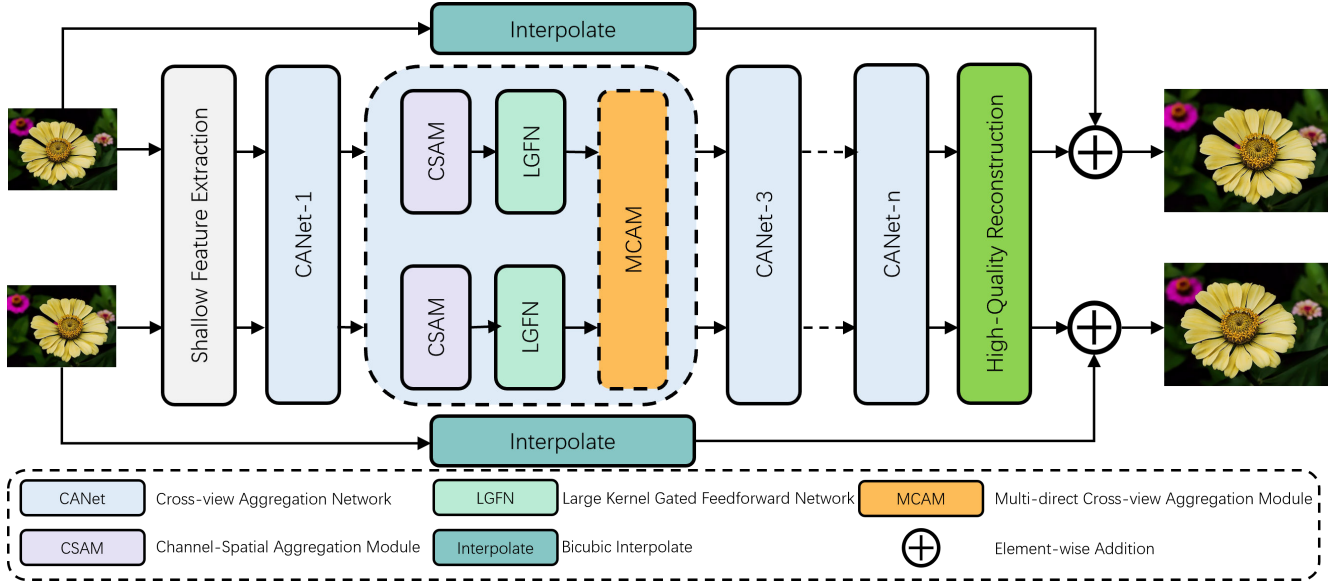 Interpolate
Shallow Feature Extraction
CANet-1
CSAM
LGFN
CSAM
LGFN
MCAM
CANet-3
CANet-n
High-Quality Reconstruction
Interpolate
CANet
Cross-view Aggregation Network
LGFN
Large Kernel Gated Feedforward Network
MCAM
Multi-direct Cross-view Aggregation Module
CSAM
Channel-Spatial Aggregation Module
Interpolate
Bicubic Interpolate
Element-wise Addition